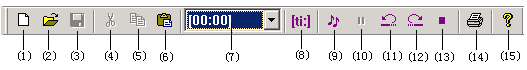 [00:00] [ti:] ?
(1) (2) (3) (4) (5) (6) (7) (8) (9) (10) (11) (12) (13) (14) (15)